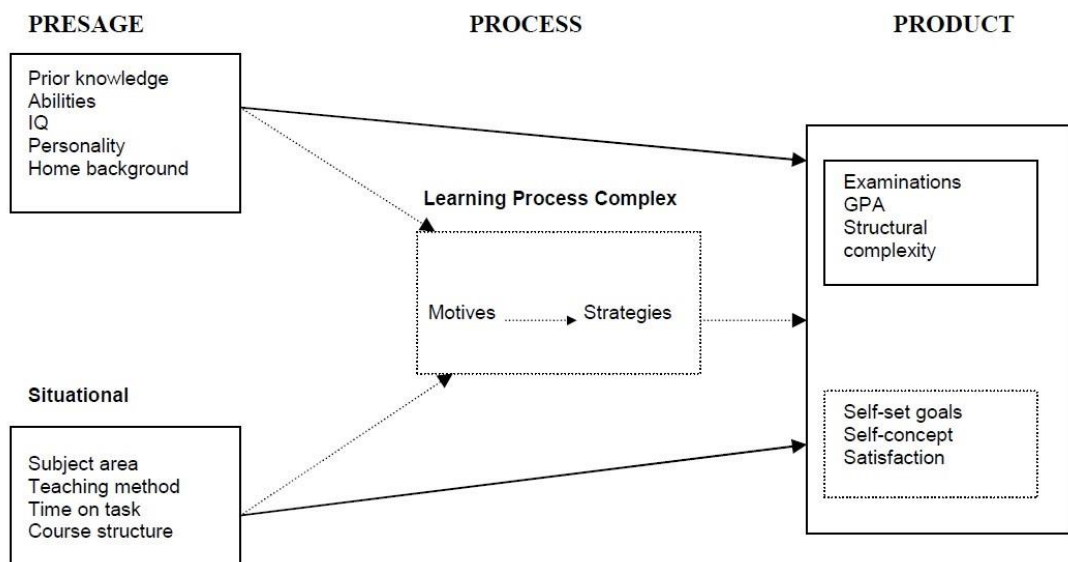 PRESAGE
PROCESS
PRODUCT
Prior knowledge
Abilities
IQ
Personality
Home background
Learning Process Complex
Motives
Strategies
Examinations
GPA
Structural
complexity
Situational
Subject area
Teaching method
Time on task
Course structure
Self-set goals
Self-concept
Satisfaction